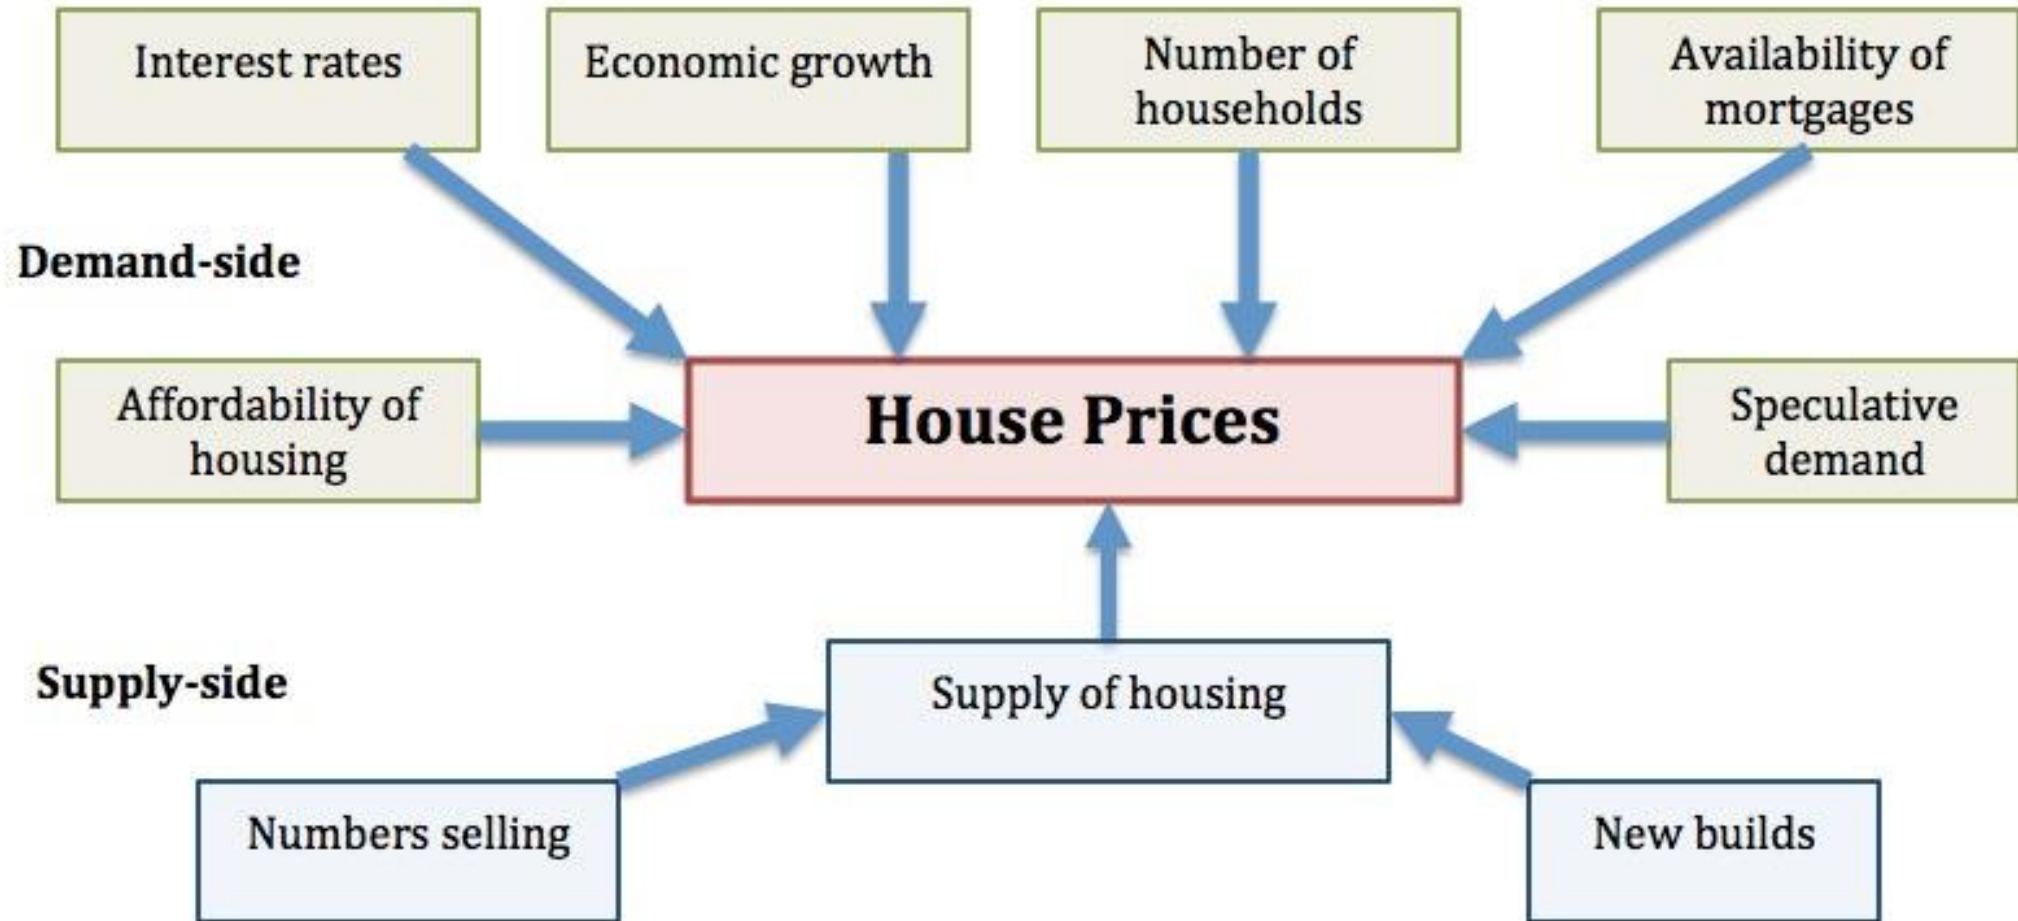 Interest rates
Economic growth
Number of
households
Availability of
mortgages
Demand-side
Affordability of
housing
House Prices
Speculative
demand
Supply-side
Supply of housing
Numbers selling
New builds